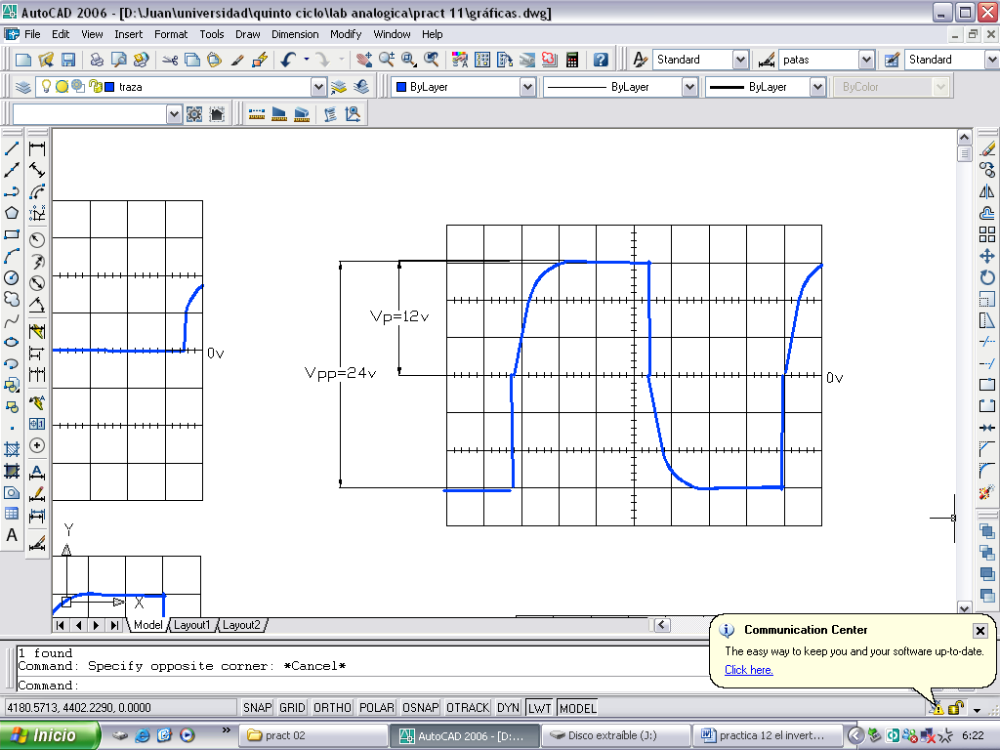 AutoCAD 2006 - [D:\Juan\universidad\quinto ciclo\lab analogica\pract 11\gráficas.dwg]
File Edit View Insert Format Tools Draw Dimension Modify Window Help
Standard patas Standard
traza ByLayer ByLayer ByLayer ByColor
Vp=12v
0v
Vpp=24v
0v
Y
X
Model Layout1 Layout2
Communication Center
The easy way to keep you and your software up-to-date.
Click here.
1 found
Command: Specify opposite corner: *Cancel*
Command:
4180.5713, 4402.2290, 0.0000 SNAP GRID ORTHO POLAR OSNAP OTRACK DYN LWT MODEL
Inicio » pract 02 AutoCAD 2006 - [D:... Disco extraíble (J:) practica 12 el invert... 6:22